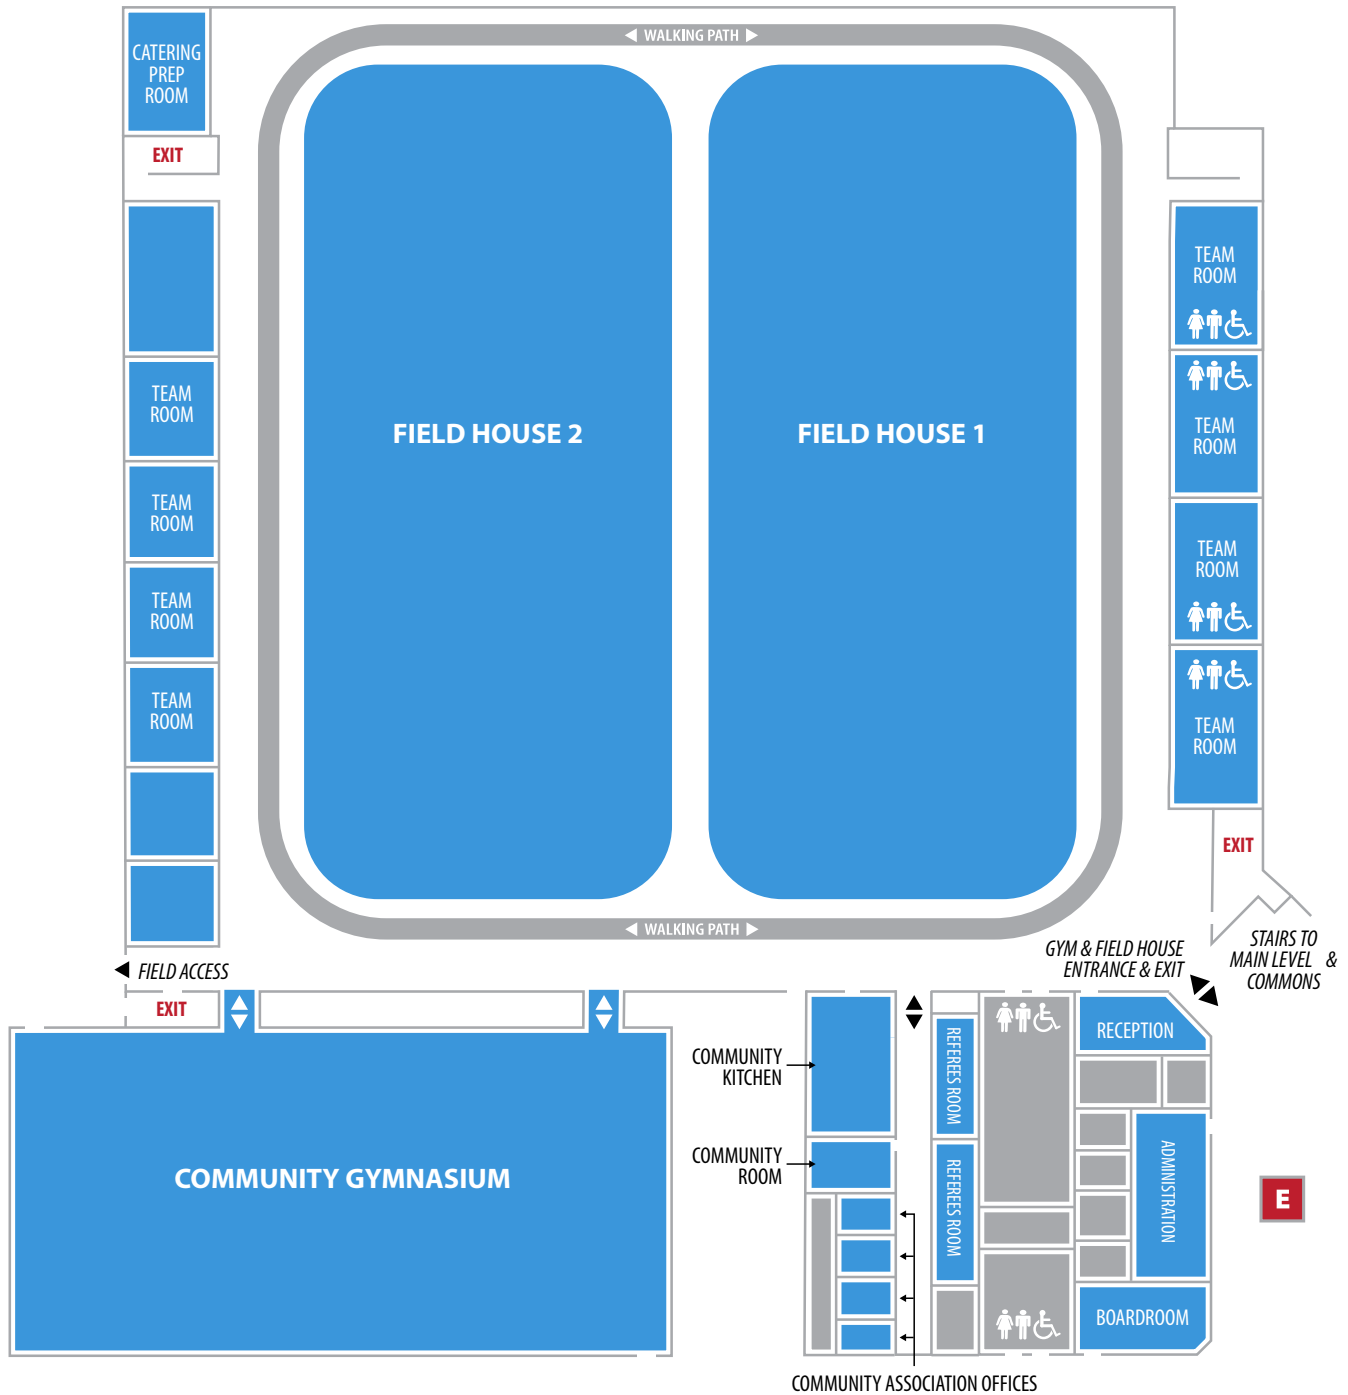 WALKING PATH
CATERING
PREP
ROOM
EXIT
TEAM
ROOM
TEAM
ROOM
TEAM
ROOM
TEAM
ROOM
FIELD HOUSE 2
FIELD HOUSE 1
TEAM
ROOM
TEAM
ROOM
TEAM
ROOM
TEAM
ROOM
EXIT
WALKING PATH
STAIRS TO
MAIN LEVEL &
COMMONS
GYM & FIELD HOUSE
ENTRANCE & EXIT
FIELD ACCESS
EXIT
COMMUNITY GYMNASIUM
COMMUNITY
KITCHEN
COMMUNITY
ROOM
REFEREES ROOM
REFEREES ROOM
RECEPTION
ADMINISTRATION
BOARDROOM
E
COMMUNITY ASSOCIATION OFFICES